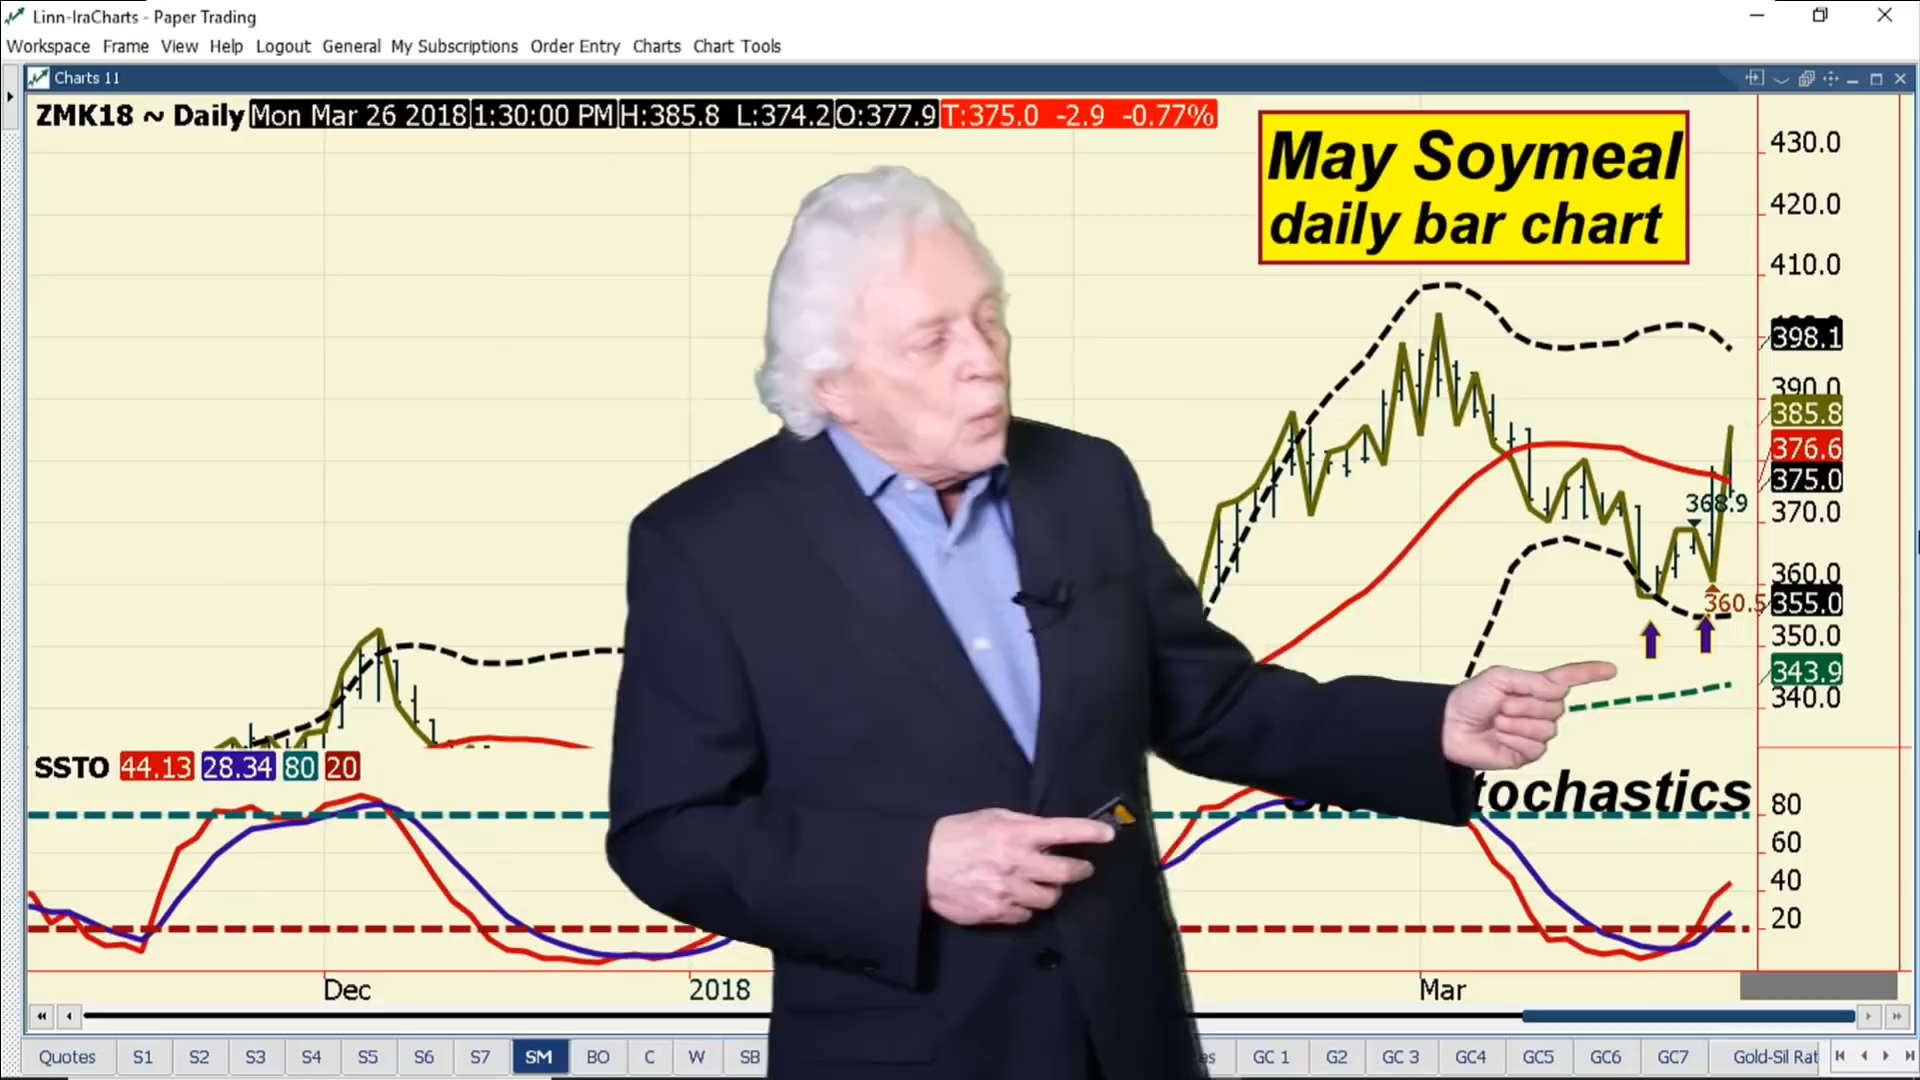 Linn-IraCharts - Paper Trading
Workspace Frame View Help Logout General My Subscriptions Order Entry Charts Chart Tools
Charts 11
ZMK18 ~ Daily Mon Mar 26 2018 1:30:00 PM H:385.8 L:374.2 O:377.9 T:375.0 -2.9 -0.77%
May Soymeal
daily bar chart
430.0
420.0
410.0
398.1
390.0
385.8
376.6
375.0
368.9
370.0
360.0
360.5
355.0
350.0
343.9
340.0
SSTO 44.13 28.34 80 20
tochastics
80
60
40
20
Dec 2018 Mar
Quotes S1 S2 S3 S4 S5 S6 S7 SM BO C W SB es GC 1 G2 GC 3 GC4 GC5 GC6 GC7 Gold-Sil Rat